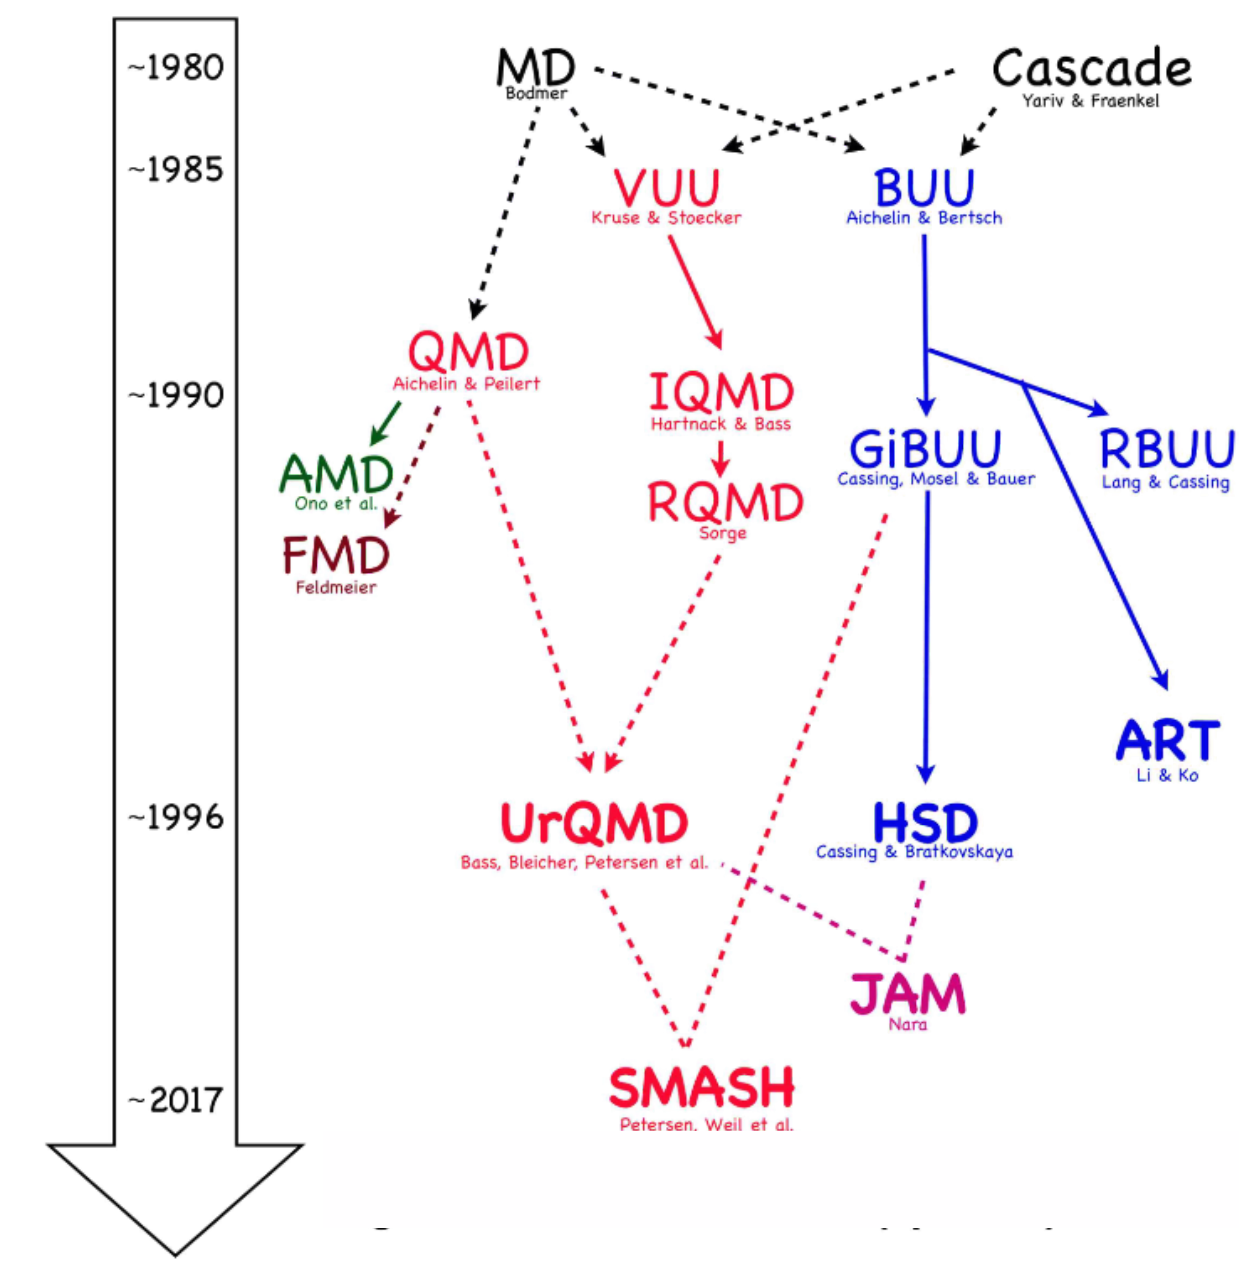 ~1980
MD
Bodmer
Cascade
Yariv & Fraenkel
~1985
VUU
Kruse & Stoecker
BUU
Aichelin & Bertsch
QMD
Aichelin & Peilert
~1990
IQMD
Hartnack & Bass
GiBUU
Cassing, Mosel & Bauer
RBUU
Lang & Cassing
AMD
Ono et al.
RQMD
Sorge
FMD
Feldmeier
ART
Li & Ko
~1996
UrQMD
Bass, Bleicher, Petersen et al.
HSD
Cassing & Bratkovskaya
JAM
Nara
~2017
SMASH
Petersen, Weil et al.